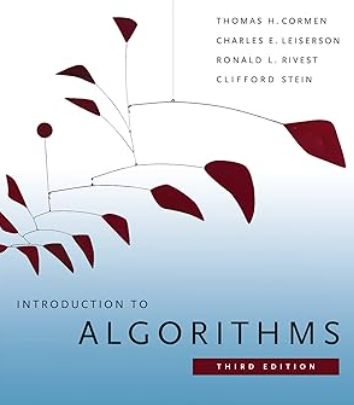 THOMAS H. CORMEN
CHARLES E. LEISERSON
RONALD L. RIVEST
CLIFFORD STEIN
INTRODUCTION TO
ALGORITHMS
THIRD EDITION